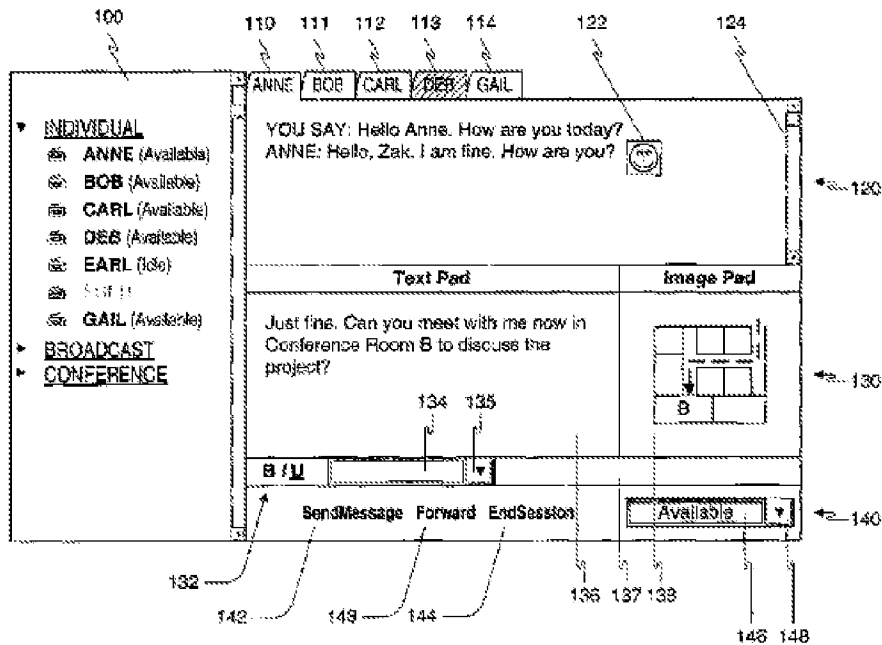 100 110 111 112 113 114 122 124
ANNE BOB CARL DEB GAIL
YOU SAY: Hello Anne. How are you today?
ANNE: Hello, Zak. I am fine. How are you?
120
INDIVIDUAL
ANNE (Available)
BOB (Available)
CARL (Available)
DEB (Available)
EARL (Idle)
GAIL (Available)
BROADCAST
CONFERENCE
Text Pad Image Pad
Just fine. Can you meet with me now in
Conference Room B to discuss the
project?
B
130
134 135
B I U
SendMessage Forward EndSession Available
140
132 142 143 144 136 137 138 146 148